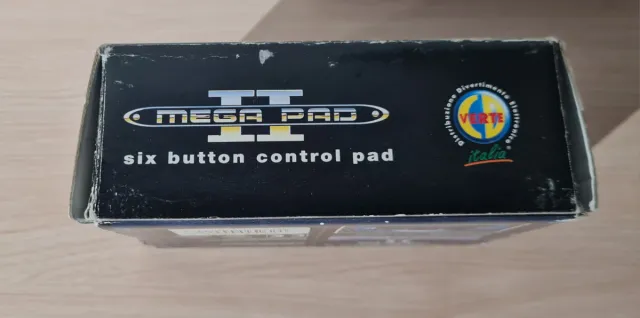 II
MEGA PAD
six button control pad
Distribuzione Divertimento Elettronico
VERTE
italia